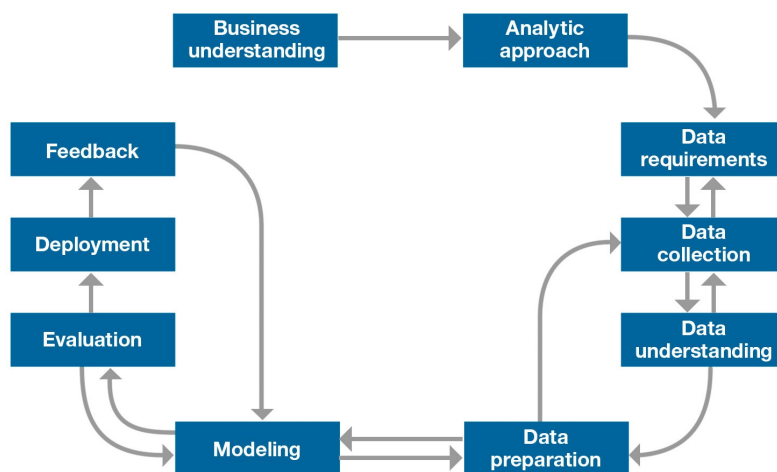 Business
understanding
Analytic
approach
Data
requirements
Data
collection
Data
understanding
Data
preparation
Modeling
Evaluation
Deployment
Feedback